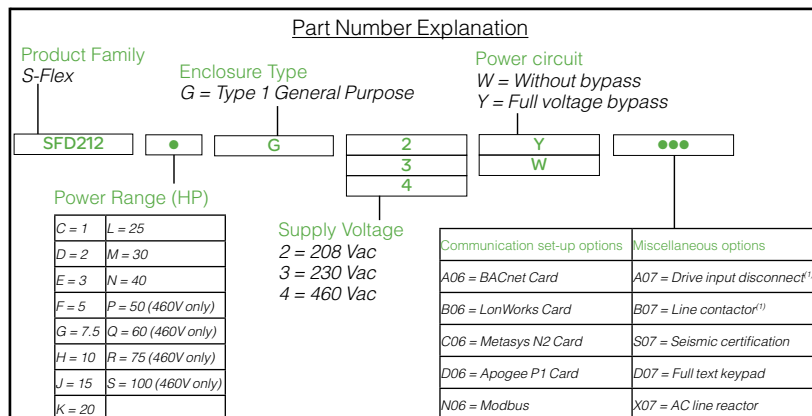 Part Number Explanation
Product Family
S-Flex
Enclosure Type
G = Type 1 General Purpose
Power circuit
W = Without bypass
Y = Full voltage bypass
SFD212 ● G 2 Y ●●●
3 W
4
Power Range (HP)
C = 1 L = 25
D = 2 M = 30
E = 3 N = 40
F = 5 P = 50 (460V only)
G = 7.5 Q = 60 (460V only)
H = 10 R = 75 (460V only)
J = 15 S = 100 (460V only)
K = 20
Supply Voltage
2 = 208 Vac
3 = 230 Vac
4 = 460 Vac
Communication set-up options Miscellaneous options
A06 = BACnet Card A07 = Drive input disconnect(1)
B06 = LonWorks Card B07 = Line contactor(1)
C06 = Metasys N2 Card S07 = Seismic certification
D06 = Apogee P1 Card D07 = Full text keypad
N06 = Modbus X07 = AC line reactor